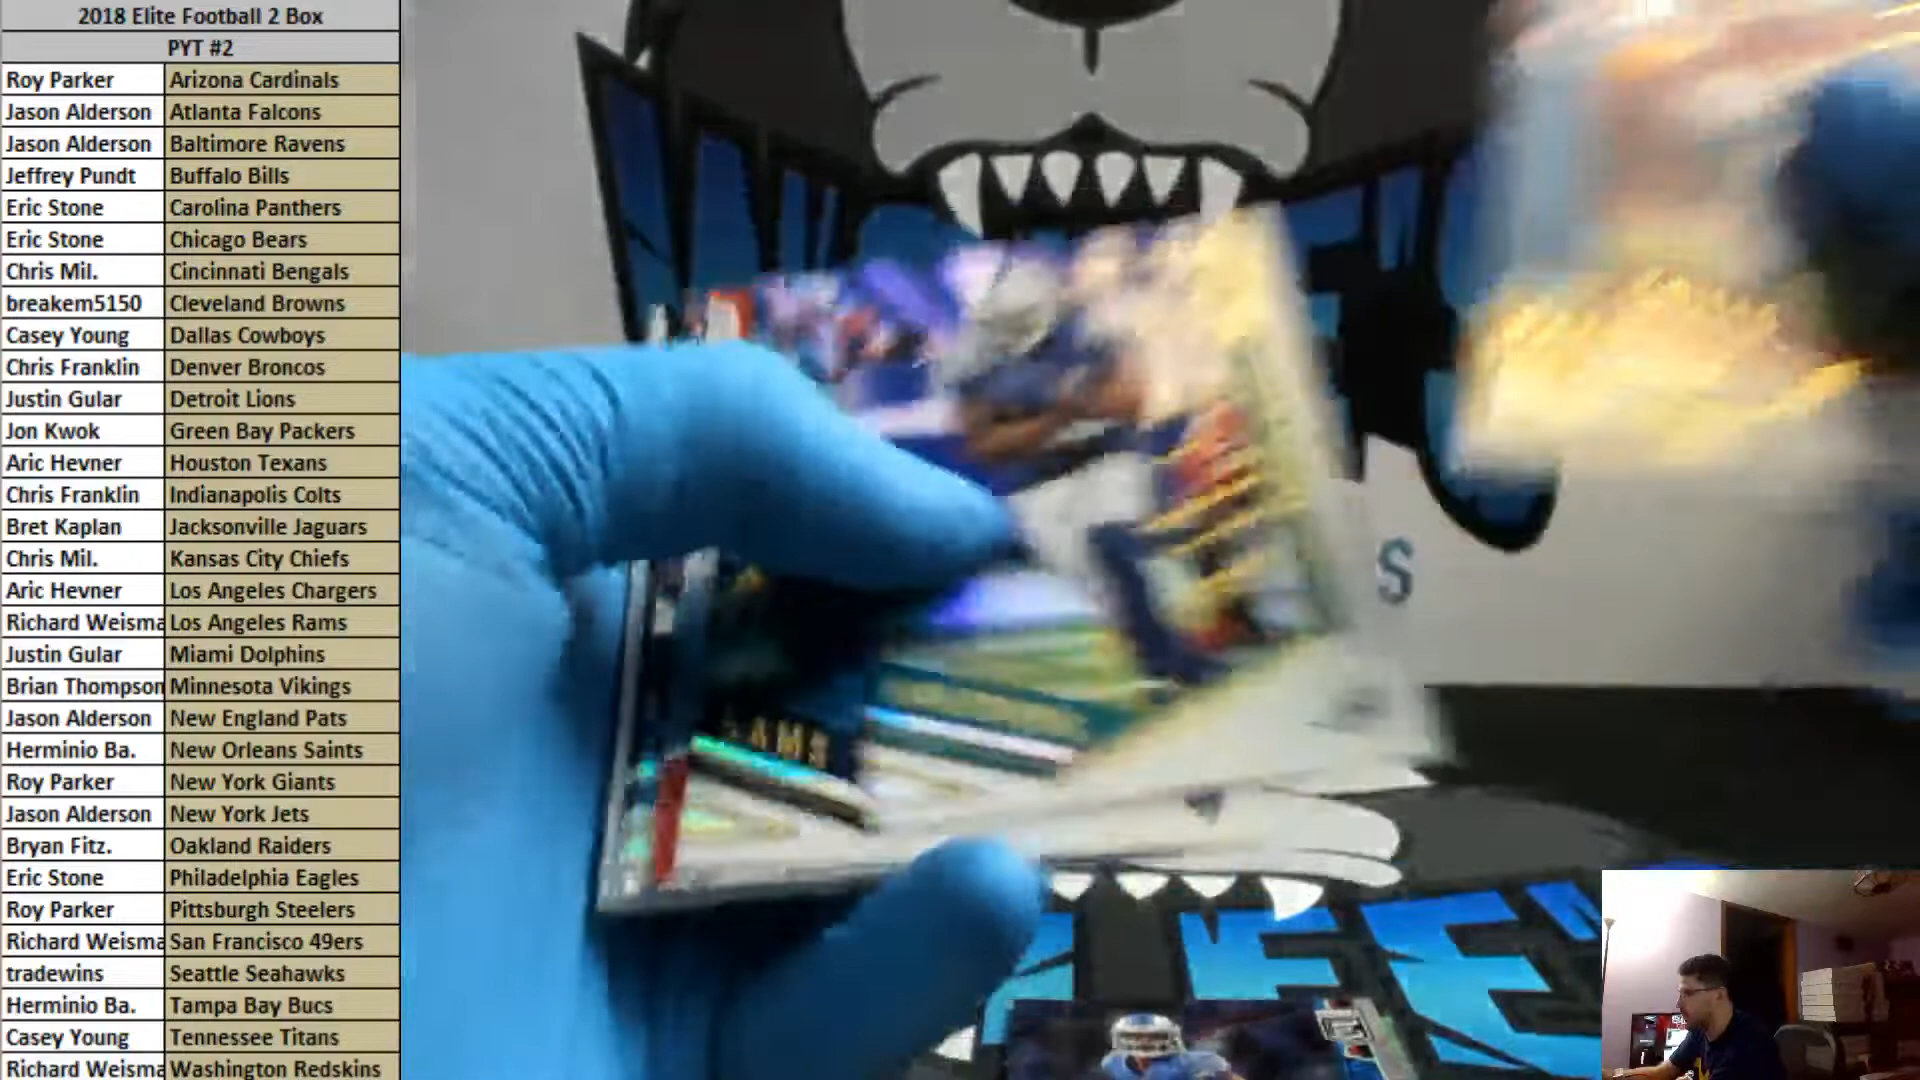 2018 Elite Football 2 Box
PYT #2
Roy Parker Arizona Cardinals
Jason Alderson Atlanta Falcons
Jason Alderson Baltimore Ravens
Jeffrey Pundt Buffalo Bills
Eric Stone Carolina Panthers
Eric Stone Chicago Bears
Chris Mil. Cincinnati Bengals
breakem5150 Cleveland Browns
Casey Young Dallas Cowboys
Chris Franklin Denver Broncos
Justin Gular Detroit Lions
Jon Kwok Green Bay Packers
Aric Hevner Houston Texans
Chris Franklin Indianapolis Colts
Bret Kaplan Jacksonville Jaguars
Chris Mil. Kansas City Chiefs
Aric Hevner Los Angeles Chargers
Richard Weisma Los Angeles Rams
Justin Gular Miami Dolphins
Brian Thompson Minnesota Vikings
Jason Alderson New England Pats
Herminio Ba. New Orleans Saints
Roy Parker New York Giants
Jason Alderson New York Jets
Bryan Fitz. Oakland Raiders
Eric Stone Philadelphia Eagles
Roy Parker Pittsburgh Steelers
Richard Weisma San Francisco 49ers
tradewins Seattle Seahawks
Herminio Ba. Tampa Bay Bucs
Casey Young Tennessee Titans
Richard Weisma Washington Redskins
S